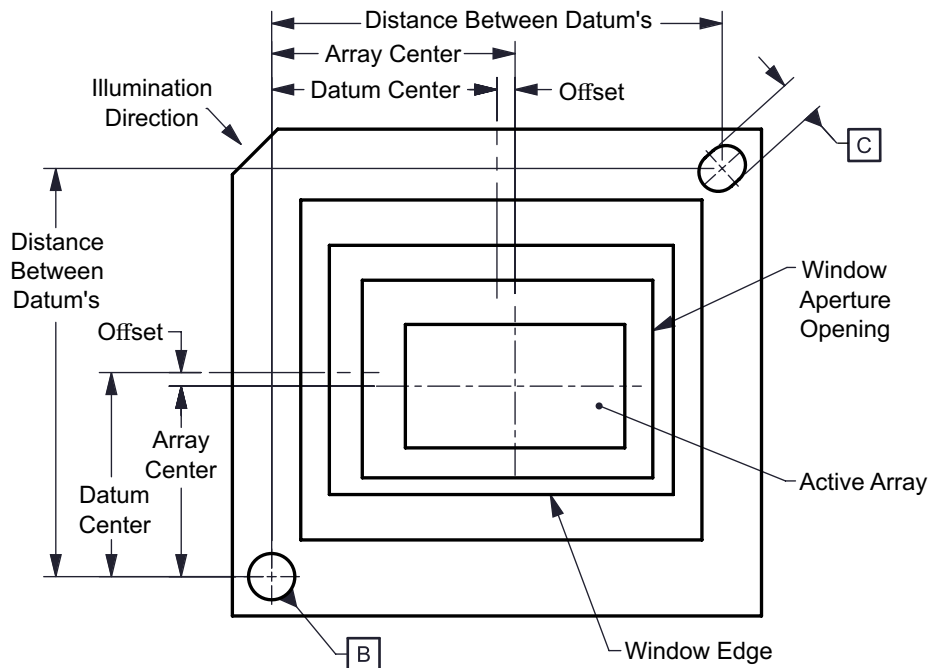 Distance Between Datum's
Array Center
Datum Center
Offset
Illumination
Direction
C
Distance
Between
Datum's
Window
Aperture
Opening
Offset
Array
Center
Datum
Center
Active Array
Window Edge
B